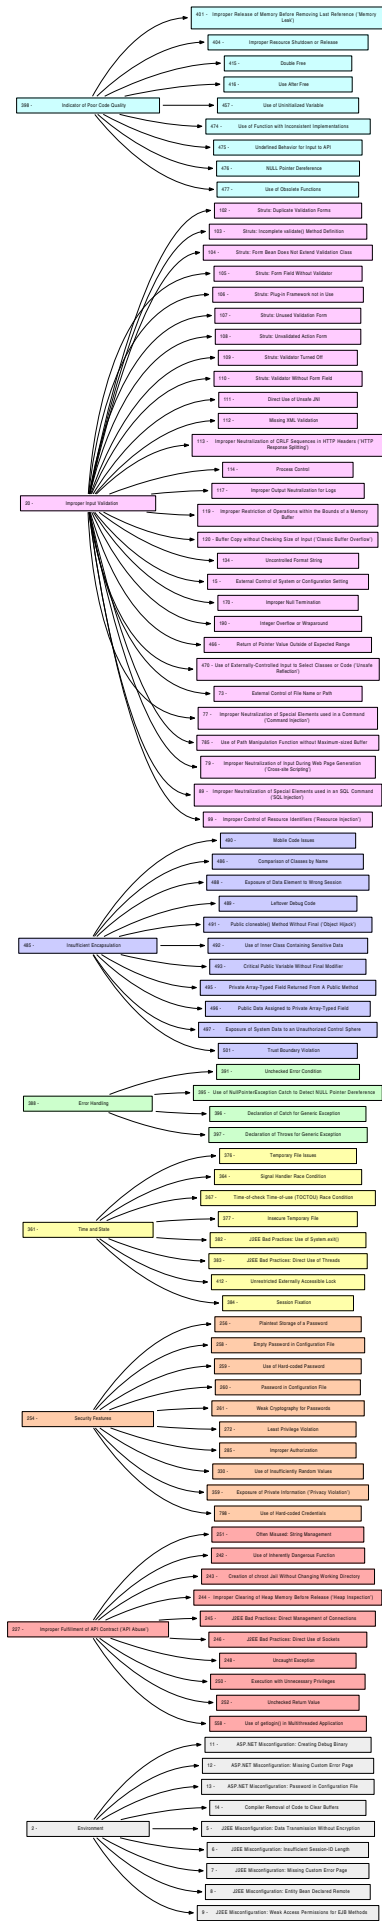 401 - Improper Release of Memory Before Removing Last Reference ('Memory
Leak')
404 - Improper Resource Shutdown or Release
415 - Double Free
416 - Use After Free
398 - Indicator of Poor Code Quality
457 - Use of Uninitialized Variable
474 - Use of Function with Inconsistent Implementations
475 - Undefined Behavior for Input to API
476 - NULL Pointer Dereference
477 - Use of Obsolete Functions
102 - Struts: Duplicate Validation Forms
103 - Struts: Incomplete validate() Method Definition
104 - Struts: Form Bean Does Not Extend Validation Class
105 - Struts: Form Field Without Validator
106 - Struts: Plug-in Framework not in Use
107 - Struts: Unused Validation Form
108 - Struts: Unvalidated Action Form
109 - Struts: Validator Turned Off
110 - Struts: Validator Without Form Field
111 - Direct Use of Unsafe JNI
112 - Missing XML Validation
113 - Improper Neutralization of CRLF Sequences in HTTP Headers ('HTTP
Response Splitting')
114 - Process Control
117 - Improper Output Neutralization for Logs
20 - Improper Input Validation
119 - Improper Restriction of Operations within the Bounds of a Memory
Buffer
120 - Buffer Copy without Checking Size of Input ('Classic Buffer Overflow')
134 - Uncontrolled Format String
15 - External Control of System or Configuration Setting
170 - Improper Null Termination
190 - Integer Overflow or Wraparound
466 - Return of Pointer Value Outside of Expected Range
470 - Use of Externally-Controlled Input to Select Classes or Code ('Unsafe
Reflection')
73 - External Control of File Name or Path
77 - Improper Neutralization of Special Elements used in a Command
('Command Injection')
785 - Use of Path Manipulation Function without Maximum-sized Buffer
79 - Improper Neutralization of Input During Web Page Generation
('Cross-site Scripting')
89 - Improper Neutralization of Special Elements used in an SQL Command
('SQL Injection')
99 - Improper Control of Resource Identifiers ('Resource Injection')
490 - Mobile Code Issues
486 - Comparison of Classes by Name
488 - Exposure of Data Element to Wrong Session
489 - Leftover Debug Code
491 - Public cloneable() Method Without Final ('Object Hijack')
485 - Insufficient Encapsulation
492 - Use of Inner Class Containing Sensitive Data
493 - Critical Public Variable Without Final Modifier
495 - Private Array-Typed Field Returned From A Public Method
496 - Public Data Assigned to Private Array-Typed Field
497 - Exposure of System Data to an Unauthorized Control Sphere
501 - Trust Boundary Violation
391 - Unchecked Error Condition
395 - Use of NullPointerException Catch to Detect NULL Pointer Dereference
388 - Error Handling
396 - Declaration of Catch for Generic Exception
397 - Declaration of Throws for Generic Exception
376 - Temporary File Issues
364 - Signal Handler Race Condition
367 - Time-of-check Time-of-use (TOCTOU) Race Condition
377 - Insecure Temporary File
361 - Time and State
382 - J2EE Bad Practices: Use of System.exit()
383 - J2EE Bad Practices: Direct Use of Threads
412 - Unrestricted Externally Accessible Lock
384 - Session Fixation
256 - Plaintext Storage of a Password
258 - Empty Password in Configuration File
259 - Use of Hard-coded Password
260 - Password in Configuration File
261 - Weak Cryptography for Passwords
254 - Security Features
272 - Least Privilege Violation
285 - Improper Authorization
330 - Use of Insufficiently Random Values
359 - Exposure of Private Information ('Privacy Violation')
798 - Use of Hard-coded Credentials
251 - Often Misused: String Management
242 - Use of Inherently Dangerous Function
243 - Creation of chroot Jail Without Changing Working Directory
244 - Improper Clearing of Heap Memory Before Release ('Heap Inspection')
245 - J2EE Bad Practices: Direct Management of Connections
227 - Improper Fulfillment of API Contract ('API Abuse')
246 - J2EE Bad Practices: Direct Use of Sockets
248 - Uncaught Exception
250 - Execution with Unnecessary Privileges
252 - Unchecked Return Value
558 - Use of getlogin() in Multithreaded Application
11 - ASP.NET Misconfiguration: Creating Debug Binary
12 - ASP.NET Misconfiguration: Missing Custom Error Page
13 - ASP.NET Misconfiguration: Password in Configuration File
14 - Compiler Removal of Code to Clear Buffers
2 - Environment
5 - J2EE Misconfiguration: Data Transmission Without Encryption
6 - J2EE Misconfiguration: Insufficient Session-ID Length
7 - J2EE Misconfiguration: Missing Custom Error Page
8 - J2EE Misconfiguration: Entity Bean Declared Remote
9 - J2EE Misconfiguration: Weak Access Permissions for EJB Methods